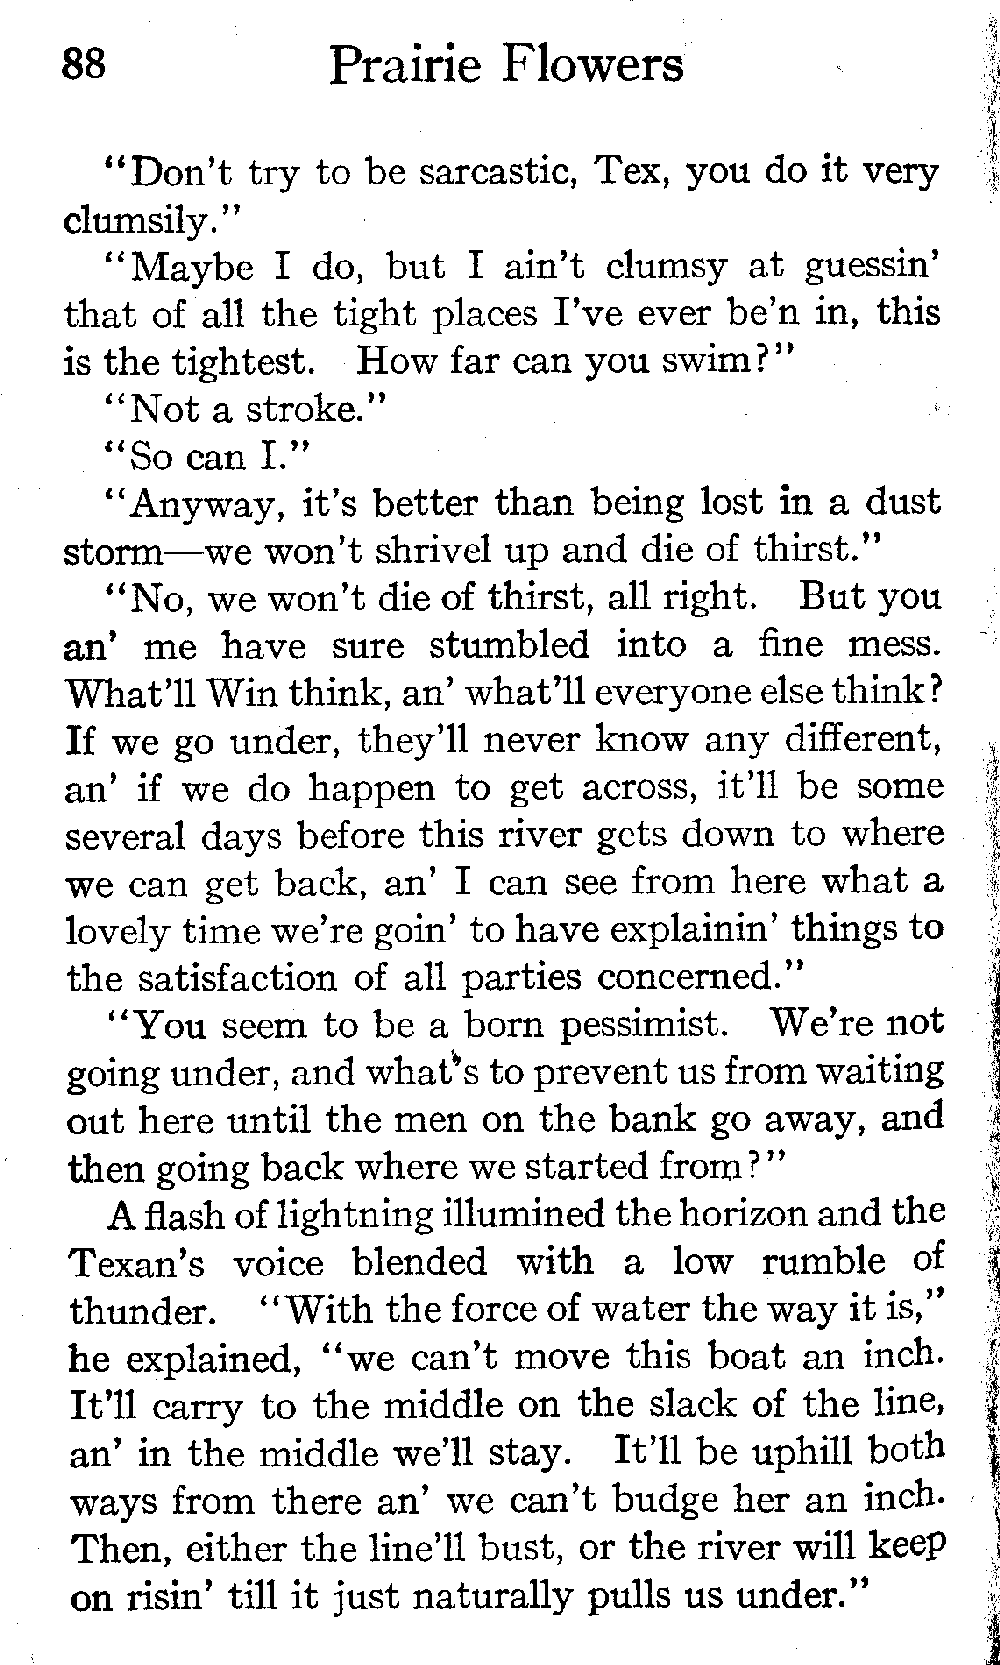 88 Prairie Flowers
"Don't try to be sarcastic, Tex, you do it very
clumsily."
"Maybe I do, but I ain't clumsy at guessin'
that of all the tight places I've ever be'n in, this
is the tightest. How far can you swim?"
"Not a stroke."
"So can I."
"Anyway, it's better than being lost in a dust
storm—we won't shrivel up and die of thirst."
"No, we won't die of thirst, all right. But you
an' me have sure stumbled into a fine mess.
What'll Win think, an' what'll everyone else think?
If we go under, they'll never know any different,
an' if we do happen to get across, it'll be some
several days before this river gets down to where
we can get back, an' I can see from here what a
lovely time we're goin' to have explainin' things to
the satisfaction of all parties concerned."
"You seem to be a born pessimist. We're not
going under, and what's to prevent us from waiting
out here until the men on the bank go away, and
then going back where we started from?"
A flash of lightning illumined the horizon and the
Texan's voice blended with a low rumble of
thunder. "With the force of water the way it is,"
he explained, "we can't move this boat an inch.
It'll carry to the middle on the slack of the line,
an' in the middle we'll stay. It'll be uphill both
ways from there an' we can't budge her an inch.
Then, either the line'll bust, or the river will keep
on risin' till it just naturally pulls us under."